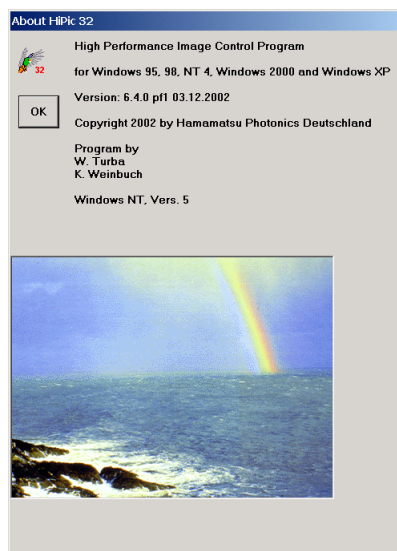 About HiPic 32
High Performance Image Control Program
32
for Windows 95, 98, NT 4, Windows 2000 and Windows XP
Version: 6.4.0 pf1 03.12.2002
OK
Copyright 2002 by Hamamatsu Photonics Deutschland
Program by
W. Turba
K. Weinbuch
Windows NT, Vers. 5